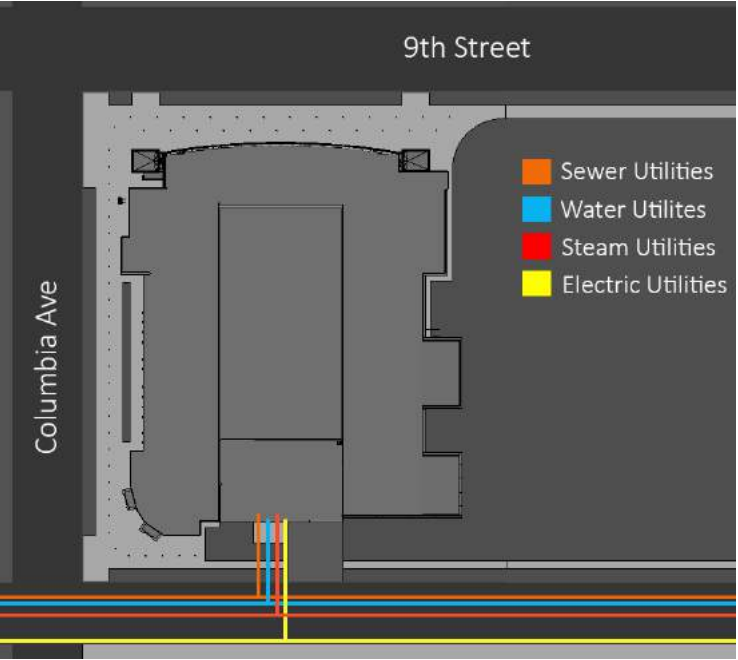 9th Street
Sewer Utilities
Water Utilites
Steam Utilities
Electric Utilities
Columbia Ave